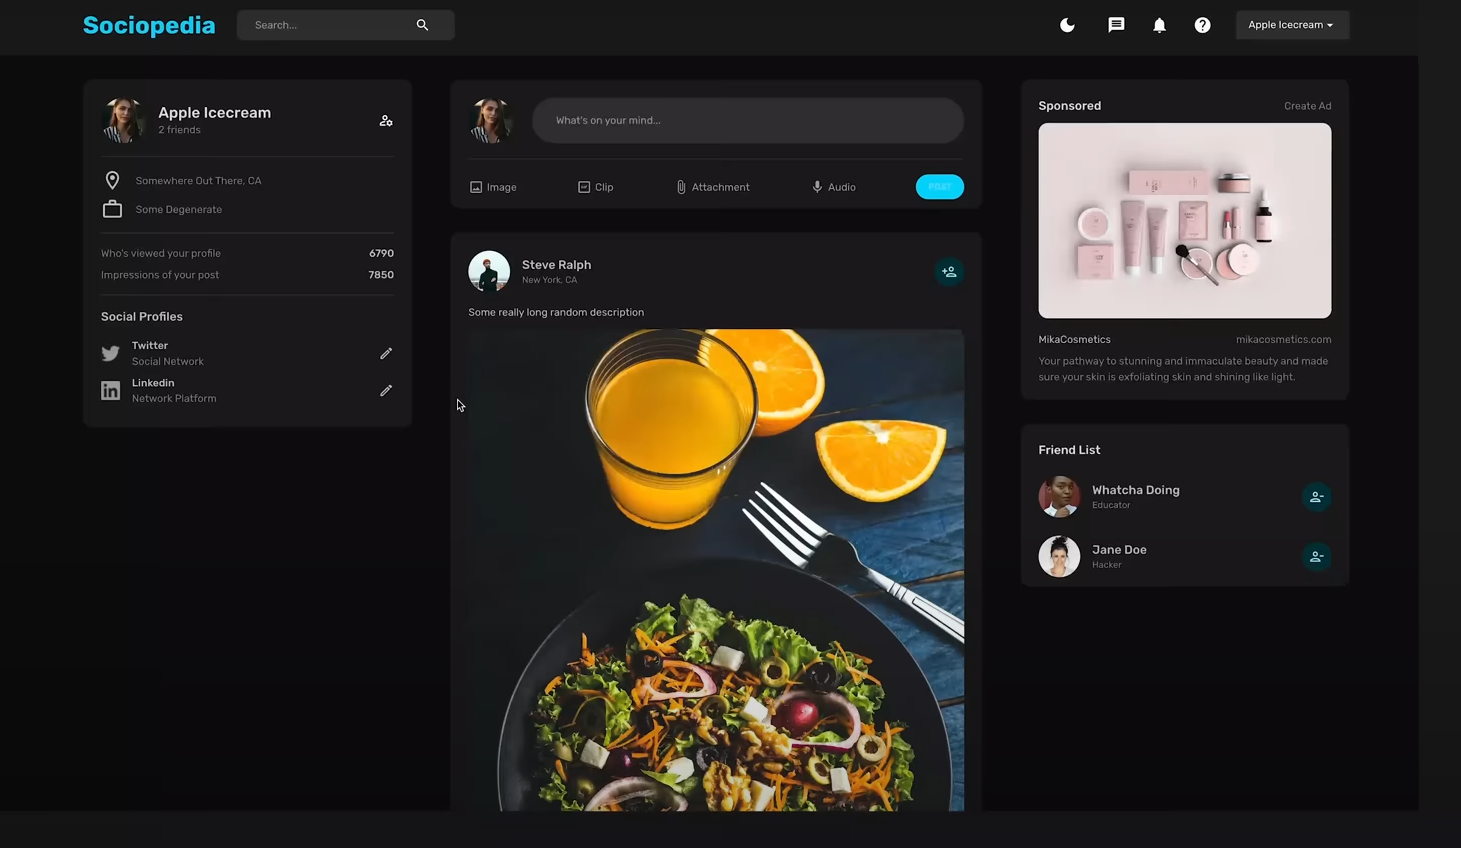 Sociopedia
Search...
Apple Icecream
Apple Icecream
2 friends
Somewhere Out There, CA
Some Degenerate
Who's viewed your profile 6790
Impressions of your post 7850
Social Profiles
Twitter
Social Network
Linkedin
Network Platform
What's on your mind...
Image Clip Attachment Audio POST
Steve Ralph
New York, CA
Some really long random description
Sponsored Create Ad
MikaCosmetics mikacosmetics.com
Your pathway to stunning and immaculate beauty and made
sure your skin is exfoliating skin and shining like light.
Friend List
Whatcha Doing
Educator
Jane Doe
Hacker